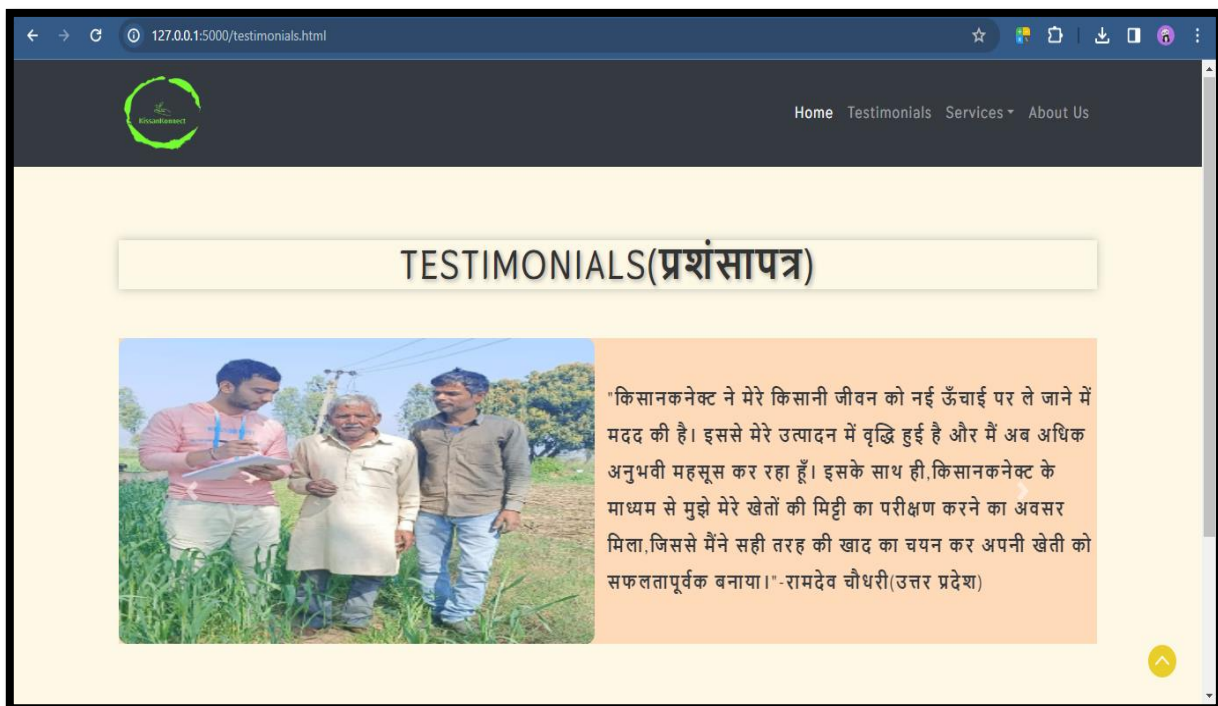 127.0.0.1:5000/testimonials.html
KissanKonnect
Home Testimonials Services About Us
TESTIMONIALS(प्रशंसापत्र)
"किसानकनेक्ट ने मेरे किसानी जीवन को नई ऊँचाई पर ले जाने में
मदद की है। इससे मेरे उत्पादन में वृद्धि हुई है और मैं अब अधिक
अनुभवी महसूस कर रहा हूँ। इसके साथ ही,किसानकनेक्ट के
माध्यम से मुझे मेरे खेतों की मिट्टी का परीक्षण करने का अवसर
मिला,जिससे मैंने सही तरह की खाद का चयन कर अपनी खेती को
सफलतापूर्वक बनाया।"-रामदेव चौधरी(उत्तर प्रदेश)